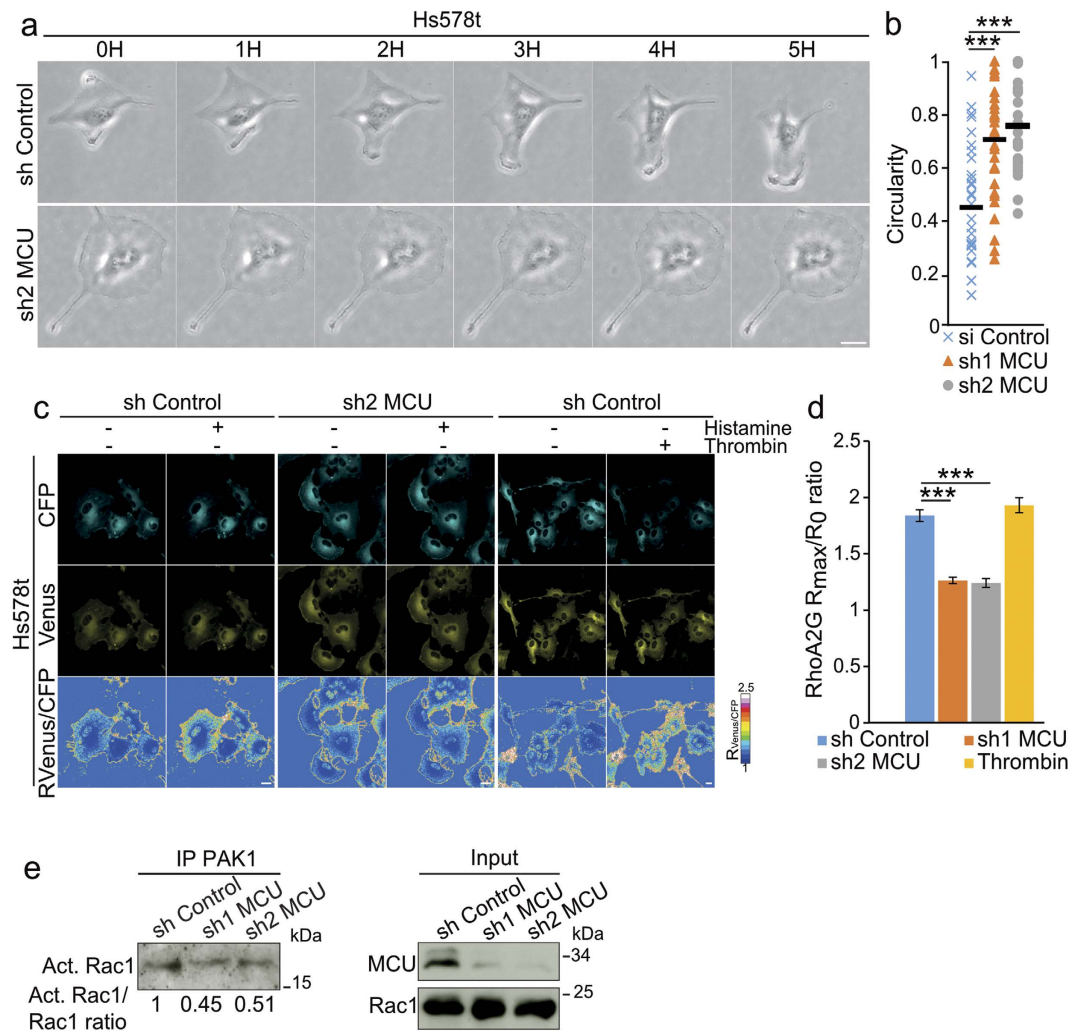 a
Hs578t
0H 1H 2H 3H 4H 5H
sh Control
sh2 MCU
b
***
***
Circularity
1
0.8
0.6
0.4
0.2
0
si Control
sh1 MCU
sh2 MCU
c
sh Control sh2 MCU sh Control
- + - + - - Histamine
- - - - - + Thrombin
Hs578t
CFP
Venus
RVenus/CFP
2.5
RVenus/CFP
1
d
2.5
2
1.5
1
0.5
0
RhoA2G Rmax/R0 ratio
***
***
sh Control sh1 MCU
sh2 MCU Thrombin
e
IP PAK1
sh Control sh1 MCU sh2 MCU
kDa
Act. Rac1
15
Act. Rac1/
Rac1 ratio
1 0.45 0.51
Input
sh Control sh1 MCU sh2 MCU
kDa
MCU
34
25
Rac1